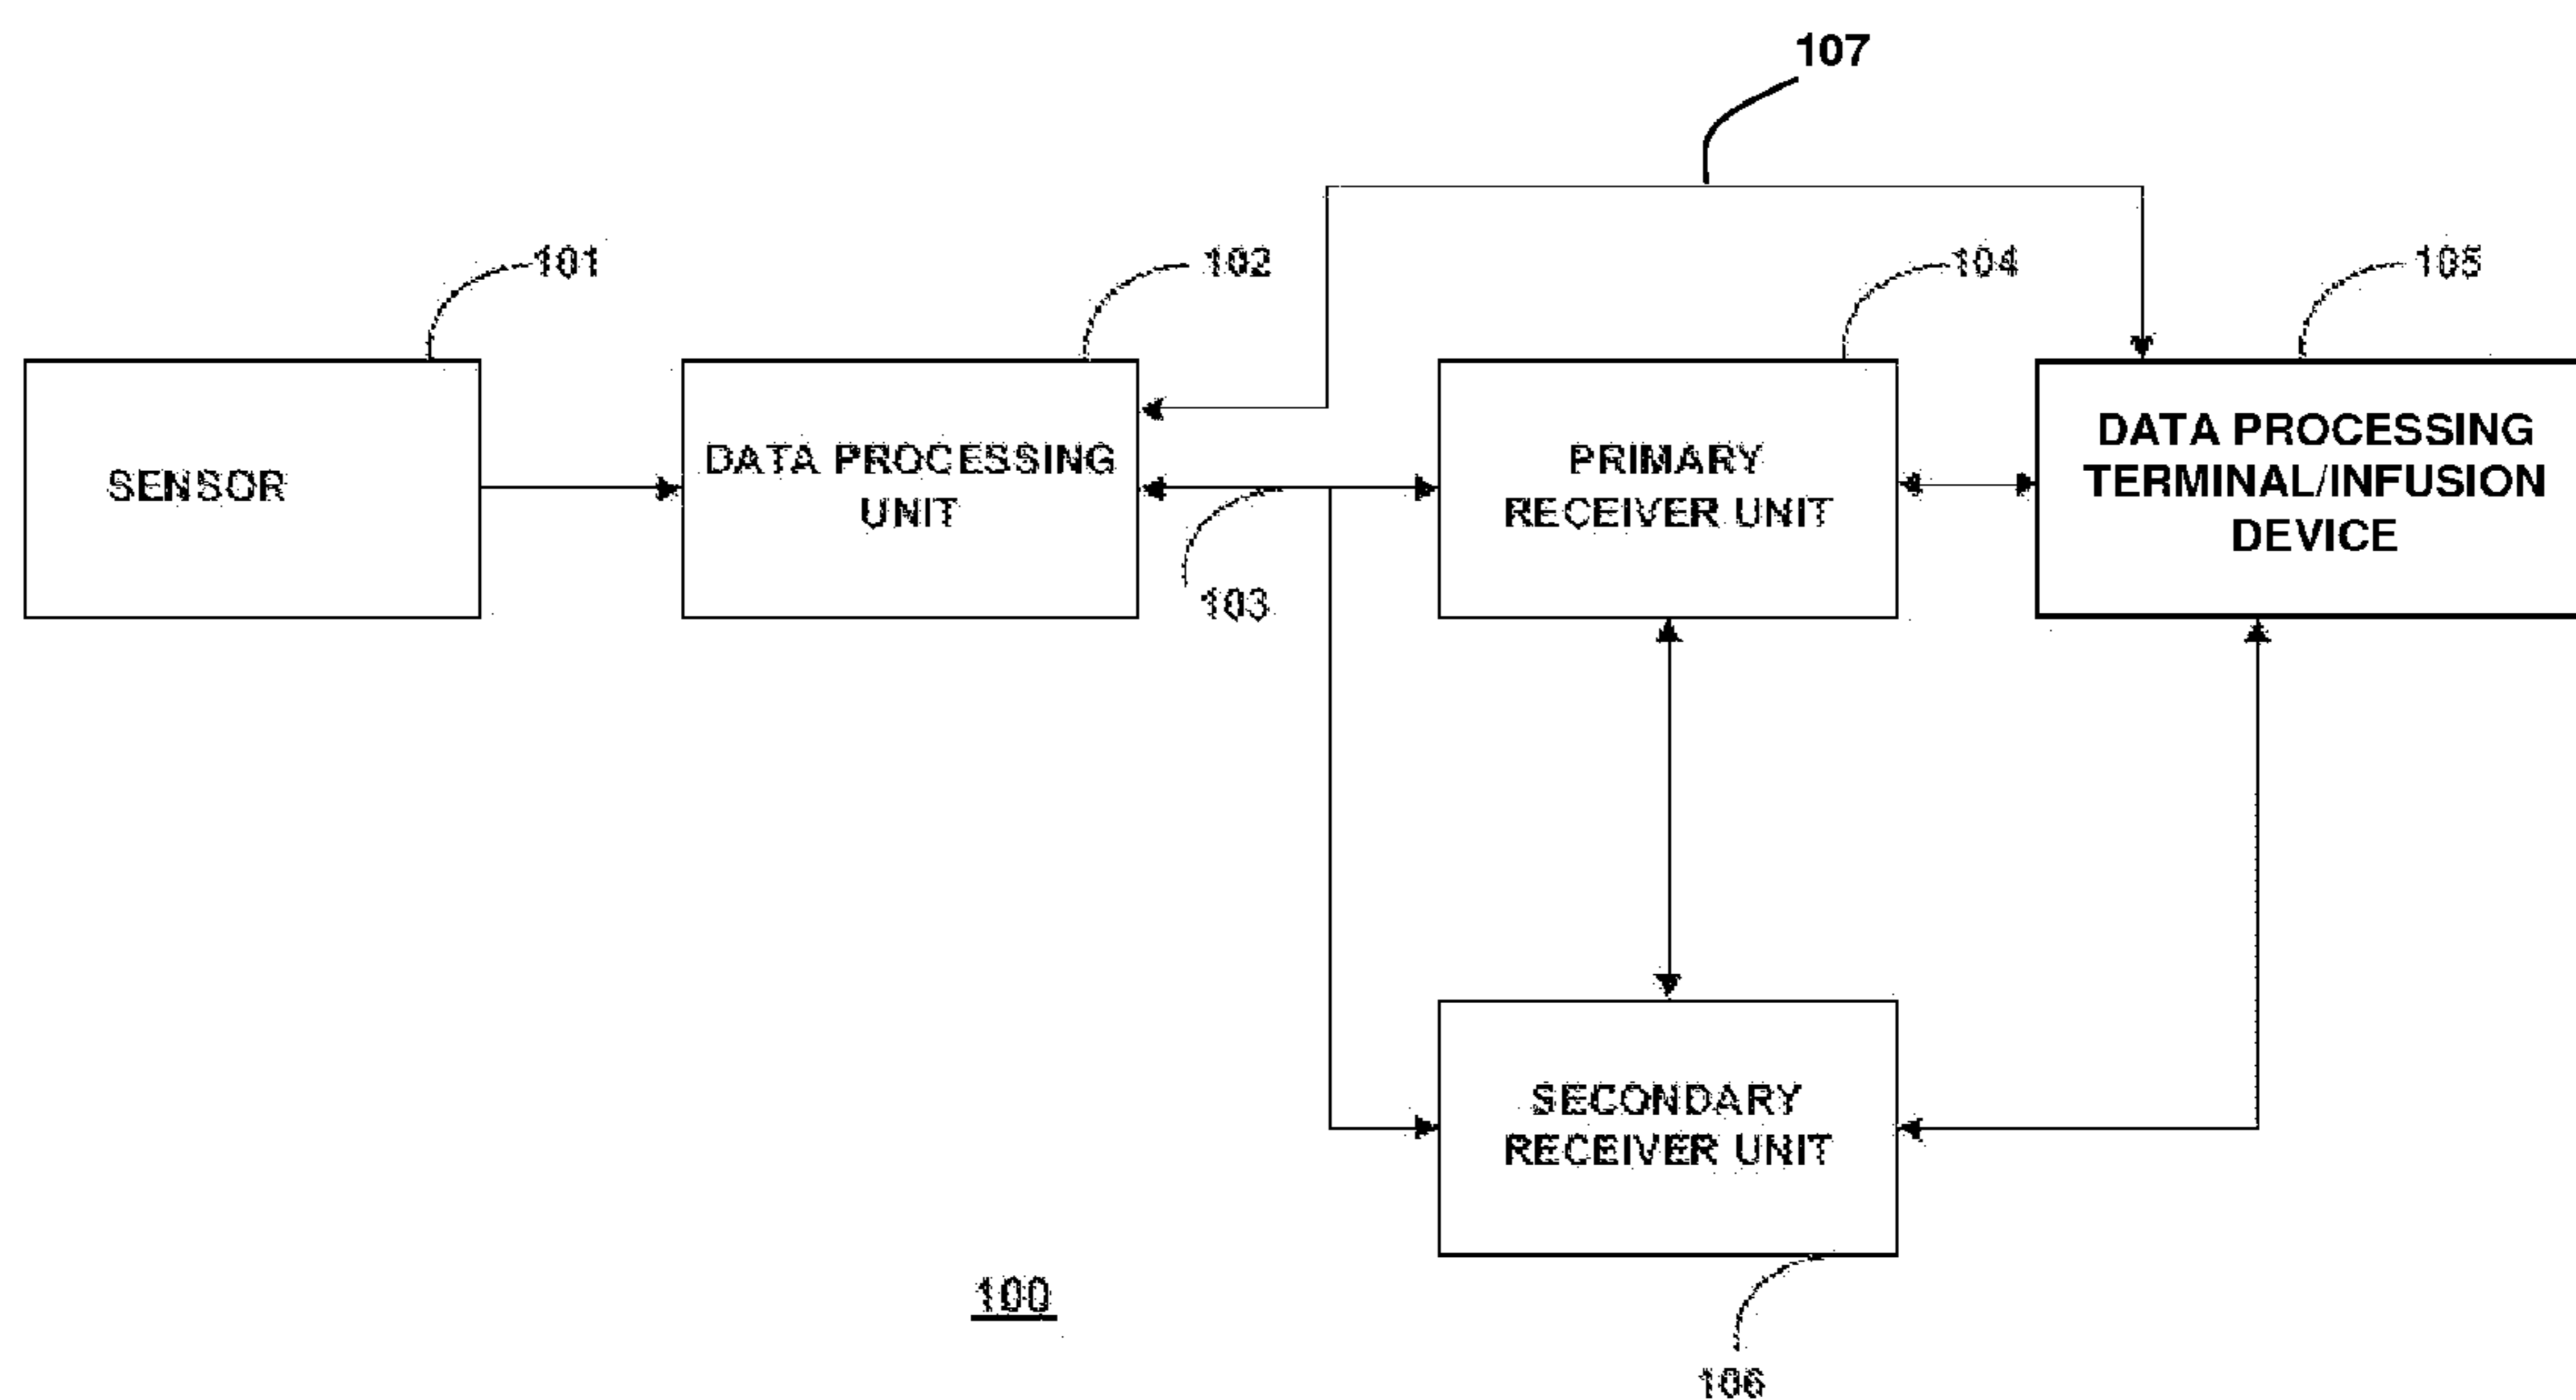 107
101
102
104
105
SENSOR
DATA PROCESSING
UNIT
103
PRIMARY
RECEIVER UNIT
DATA PROCESSING
TERMINAL/INFUSION
DEVICE
SECONDARY
RECEIVER UNIT
100
106